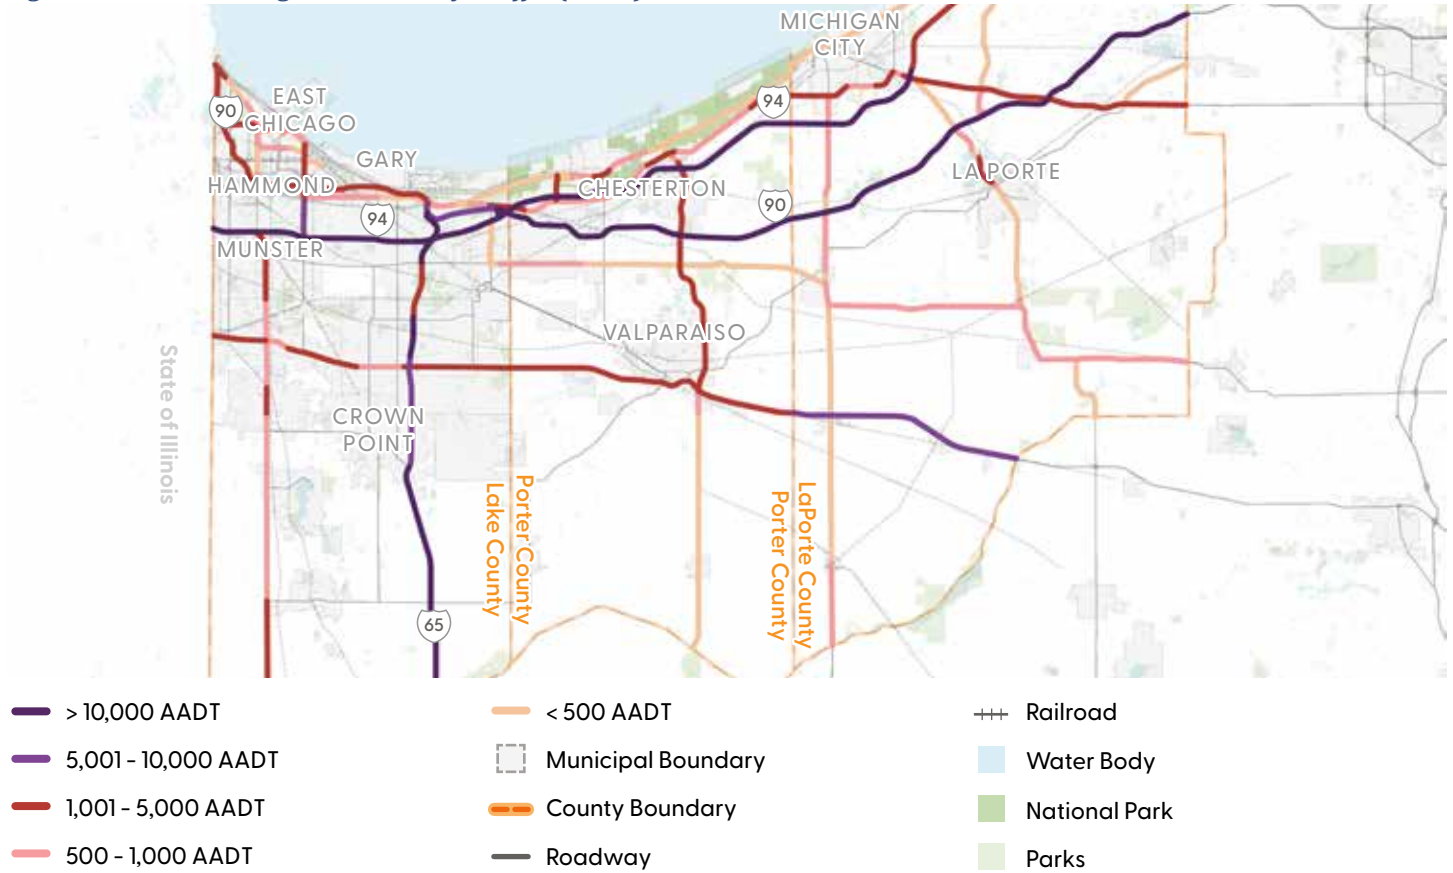 MICHIGAN
CITY
94
90
EAST
CHICAGO
GARY
HAMMOND
CHESTERTON
LA PORTE
94
90
MUNSTER
VALPARAISO
State of Illinois
CROWN
POINT
Porter County
Lake County
LaPorte County
Porter County
65
> 10,000 AADT
5,001 - 10,000 AADT
1,001 - 5,000 AADT
500 - 1,000 AADT
< 500 AADT
Municipal Boundary
County Boundary
Roadway
Railroad
Water Body
National Park
Parks